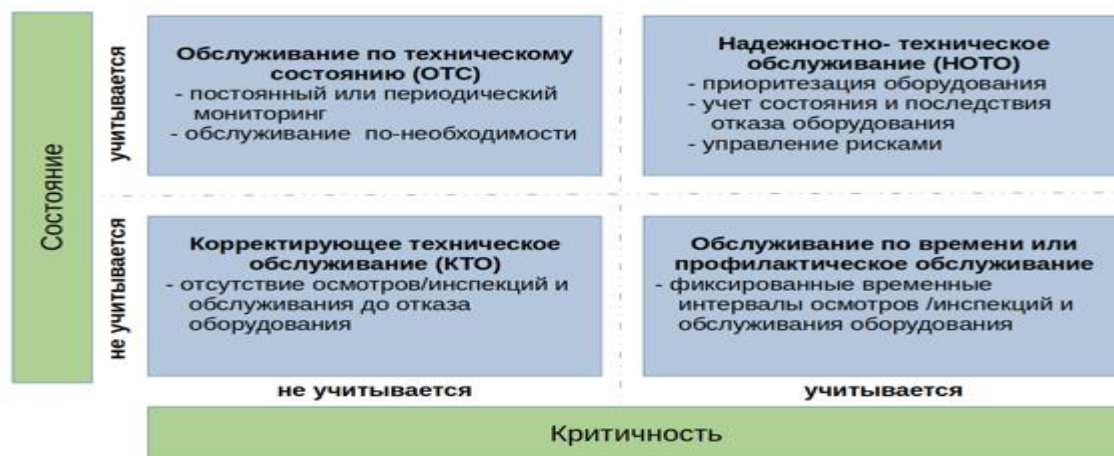 Состояние
учитывается
Обслуживание по техническому
состоянию (ОТС)
- постоянный или периодический
мониторинг
- обслуживание по-необходимости
Надежностно- техническое
обслуживание (НОТО)
- приоритезация оборудования
- учет состояния и последствия
отказа оборудования
- управление рисками
не учитывается
Корректирующее техническое
обслуживание (КТО)
- отсутствие осмотров/инспекций и
обслуживания до отказа
оборудования
Обслуживание по времени или
профилактическое обслуживание
- фиксированные временные
интервалы осмотров /инспекций и
обслуживания оборудования
не учитывается
учитывается
Критичность